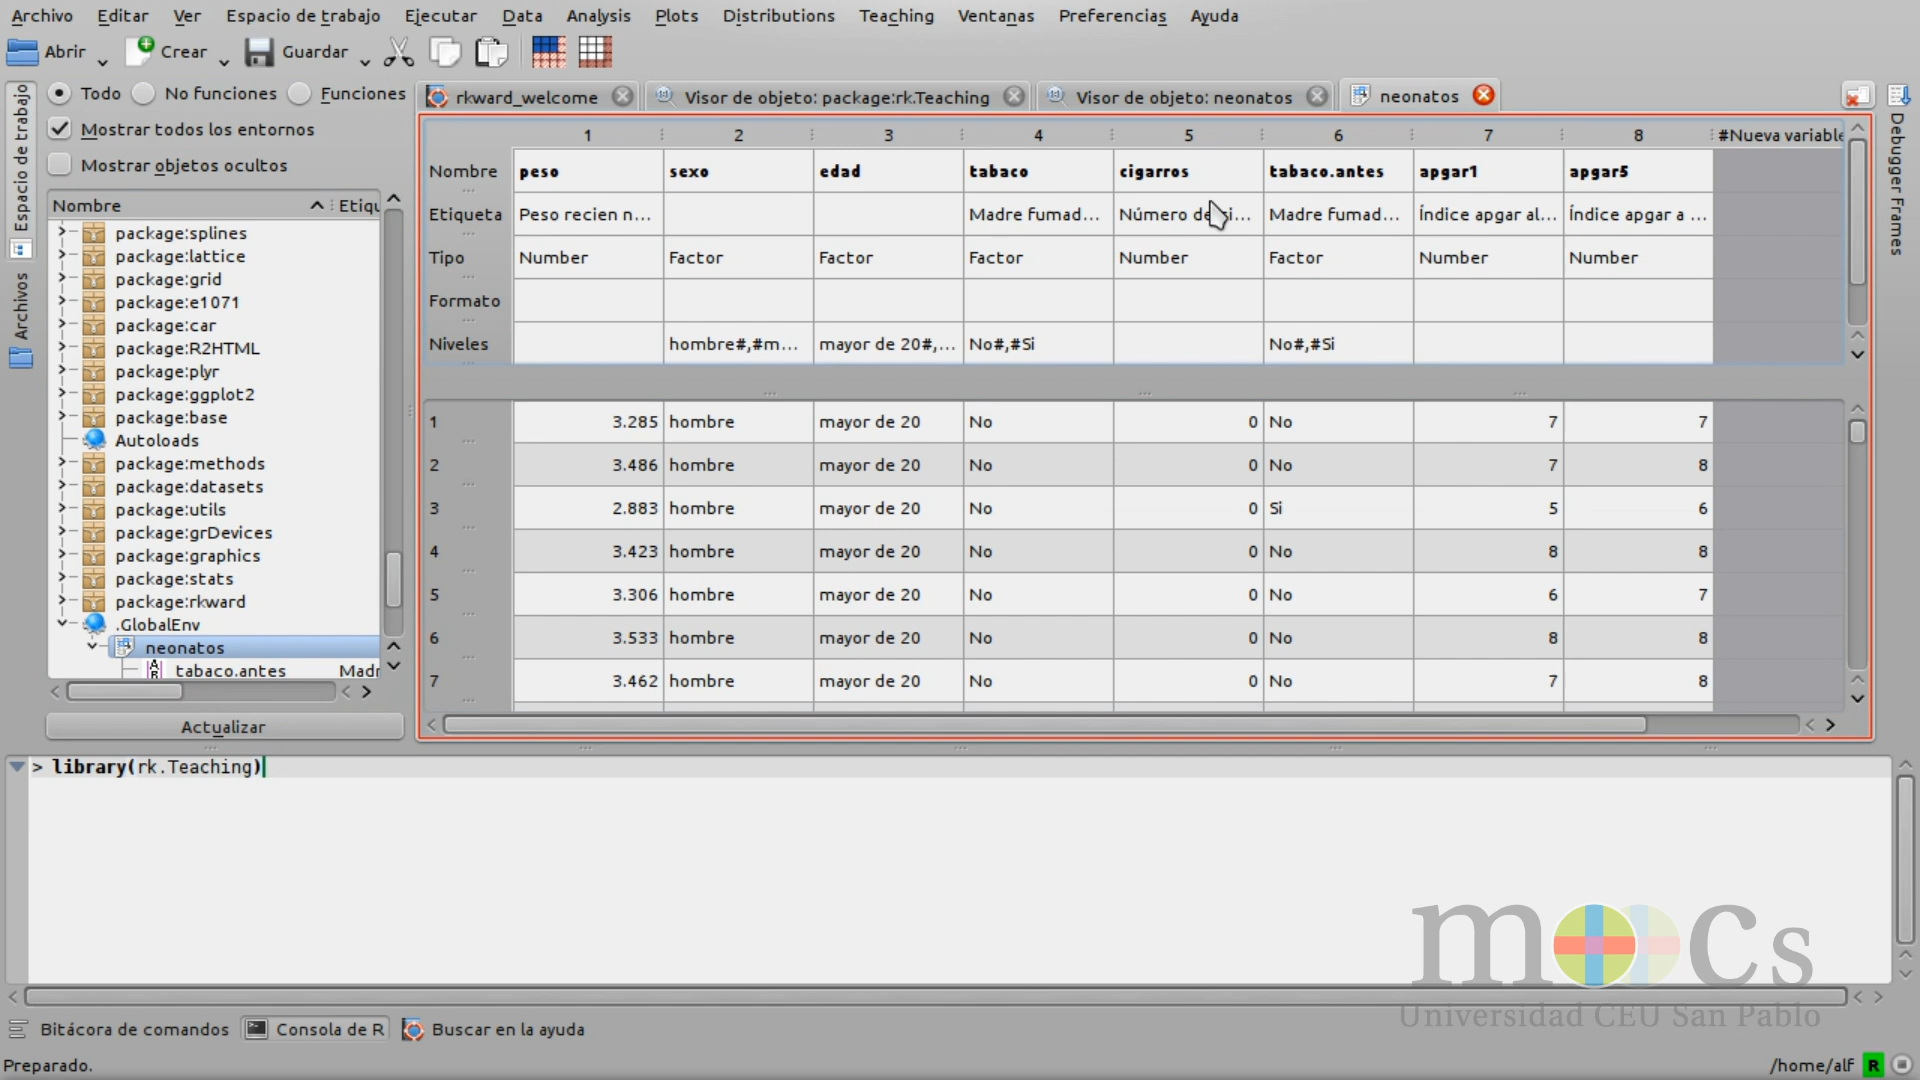 Archivo Editar Ver Espacio de trabajo Ejecutar Data Analysis Plots Distributions Teaching Ventanas Preferencias Ayuda
Abrir Crear Guardar
Todo No funciones Funciones
Mostrar todos los entornos
Mostrar objetos ocultos
Nombre Etiqu
package:splines
package:lattice
package:grid
package:e1071
package:car
package:R2HTML
package:plyr
package:ggplot2
package:base
Autoloads
package:methods
package:datasets
package:utils
package:grDevices
package:graphics
package:stats
package:rkward
.GlobalEnv
neonatos
tabaco.antes Madr
Actualizar
Espacio de trabajo
Archivos
rkward_welcome Visor de objeto: package:rk.Teaching Visor de objeto: neonatos neonatos
1 2 3 4 5 6 7 8 #Nueva variable
Nombre peso sexo edad tabaco cigarros tabaco.antes apgar1 apgar5
Etiqueta Peso recien n... Madre fumad... Número de i... Madre fumad... Índice apgar al... Índice apgar a ...
Tipo Number Factor Factor Factor Number Factor Number Number
Formato
Niveles hombre#,#m... mayor de 20#,... No#,#Si No#,#Si
1 3.285 hombre mayor de 20 No 0 No 7 7
2 3.486 hombre mayor de 20 No 0 No 7 8
3 2.883 hombre mayor de 20 No 0 Si 5 6
4 3.423 hombre mayor de 20 No 0 No 8 8
5 3.306 hombre mayor de 20 No 0 No 6 7
6 3.533 hombre mayor de 20 No 0 No 8 8
7 3.462 hombre mayor de 20 No 0 No 7 8
Debugger Frames
> library(rk.Teaching)
moocs
Universidad CEU San Pablo
Bitácora de comandos Consola de R Buscar en la ayuda
Preparado. /home/alf R